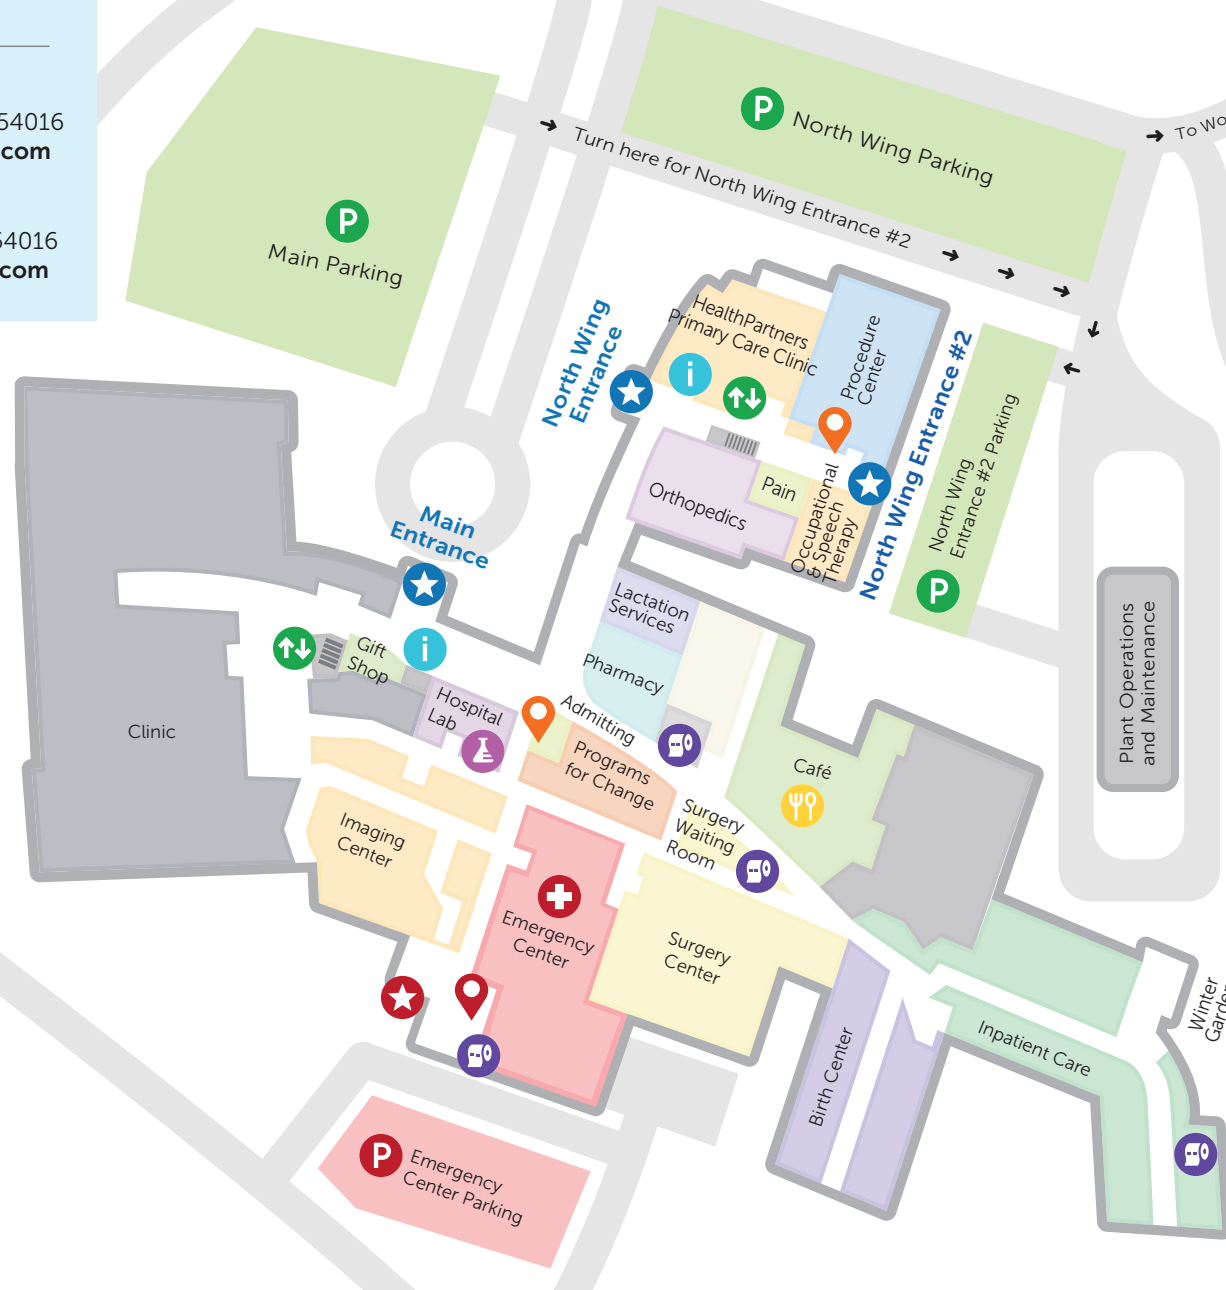 54016
com
54016
com
P
North Wing Parking
To Wo
Turn here for North Wing Entrance #2
P
Main Parking
HealthPartners
Primary Care Clinic
Procedure
Center
North Wing
Entrance
i
North Wing Entrance #2
North Wing
Entrance #2 Parking
P
Orthopedics
Pain
Occupational
& Speech
Therapy
Main
Entrance
Lactation
Services
Pharmacy
Plant Operations
and Maintenance
Gift
Shop
i
Hospital
Lab
Admitting
Programs
for Change
Clinic
Café
Surgery
Waiting
Room
Imaging
Center
Emergency
Center
Surgery
Center
Winter
Birth Center
Inpatient Care
P
Emergency
Center Parking